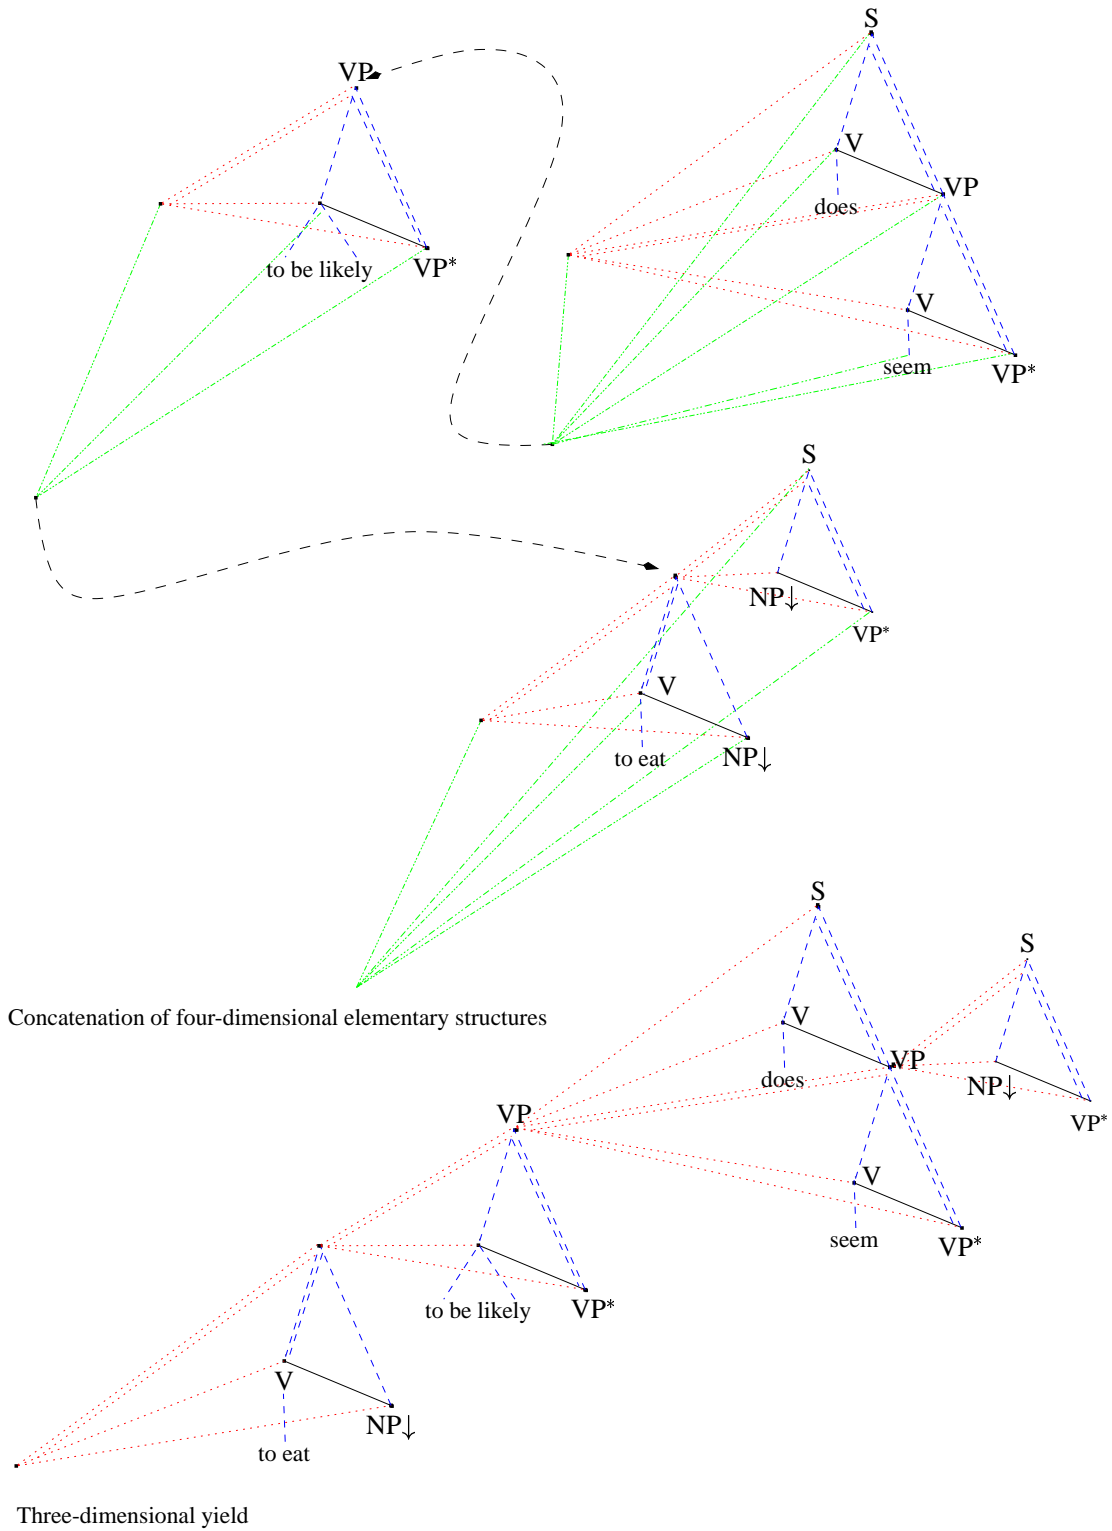 S
VP
V
VP
does
to be likely
VP*
V
seem
VP*
S
NP↓
VP*
V
to eat
NP↓
S
S
Concatenation of four-dimensional elementary structures
V
VP
does
NP↓
VP
VP*
V
seem
VP*
to be likely
VP*
V
NP↓
to eat
Three-dimensional yield